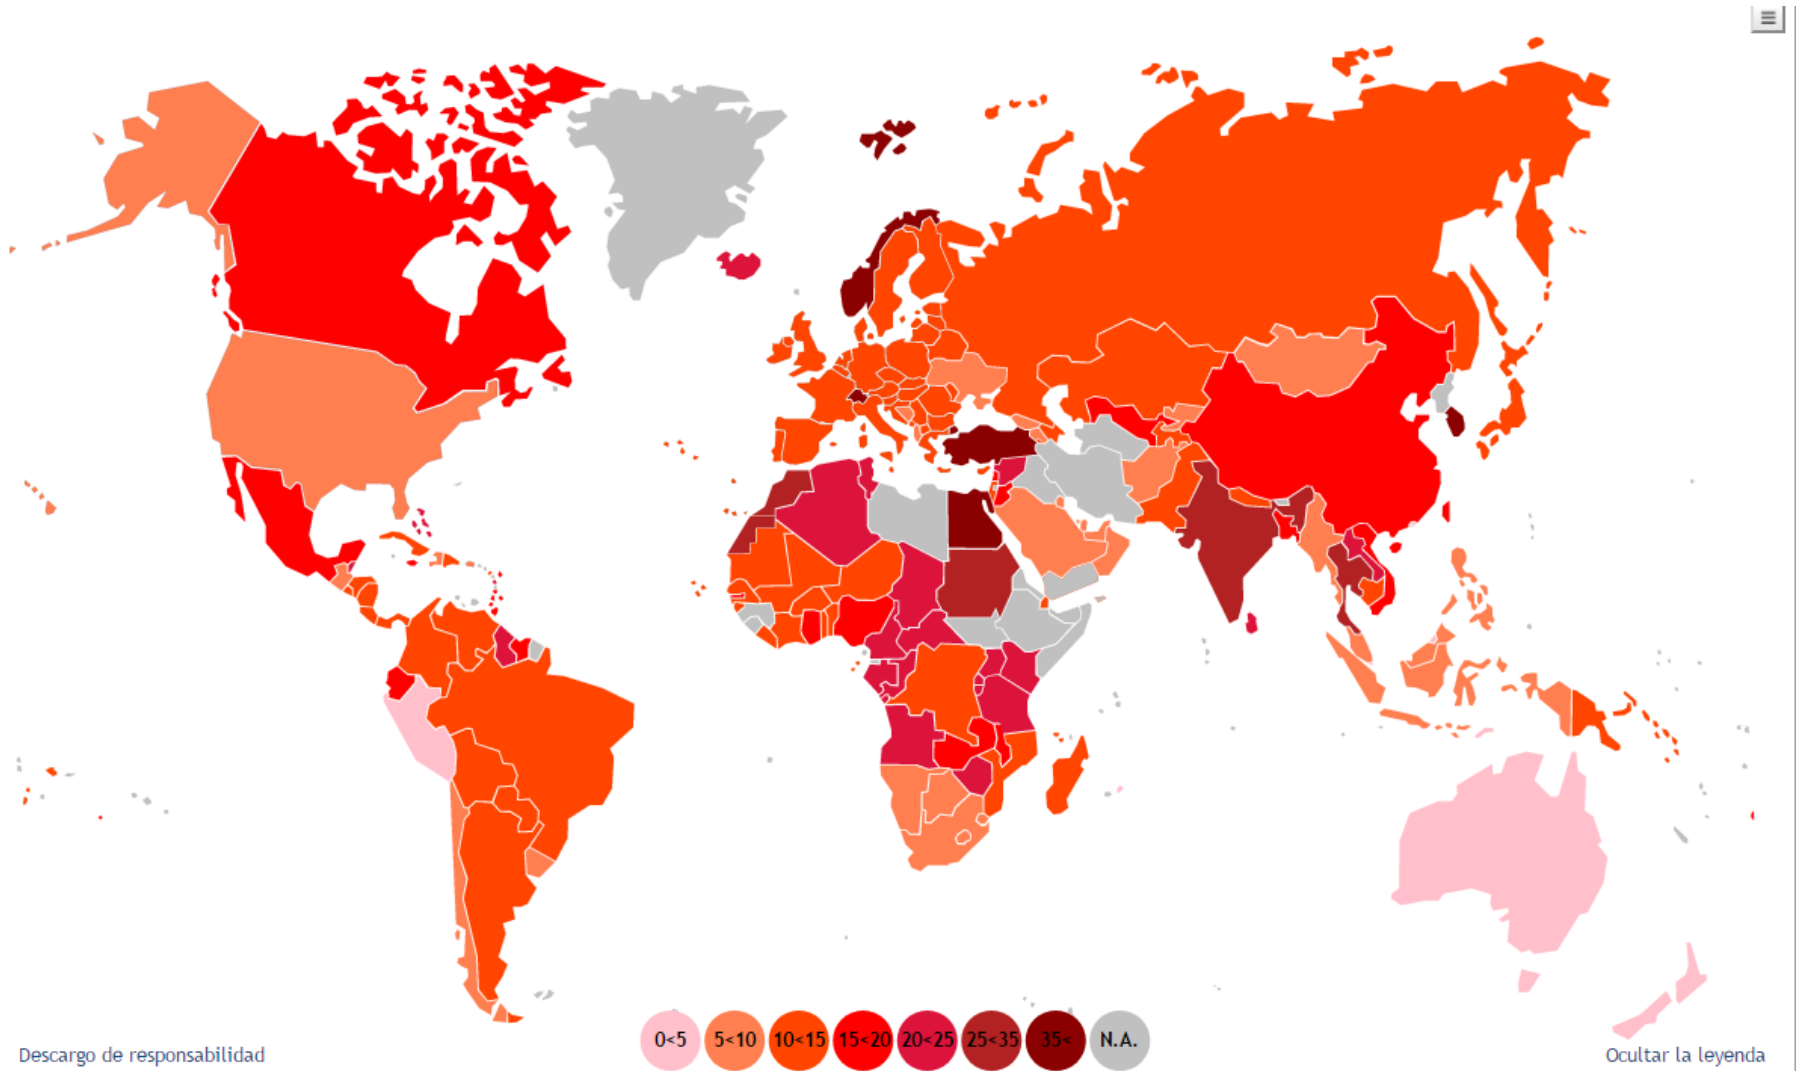 0<5 5<10 10<15 15<20 20<25 25<35 35< N.A.
Descargo de responsabilidad
Ocultar la leyenda